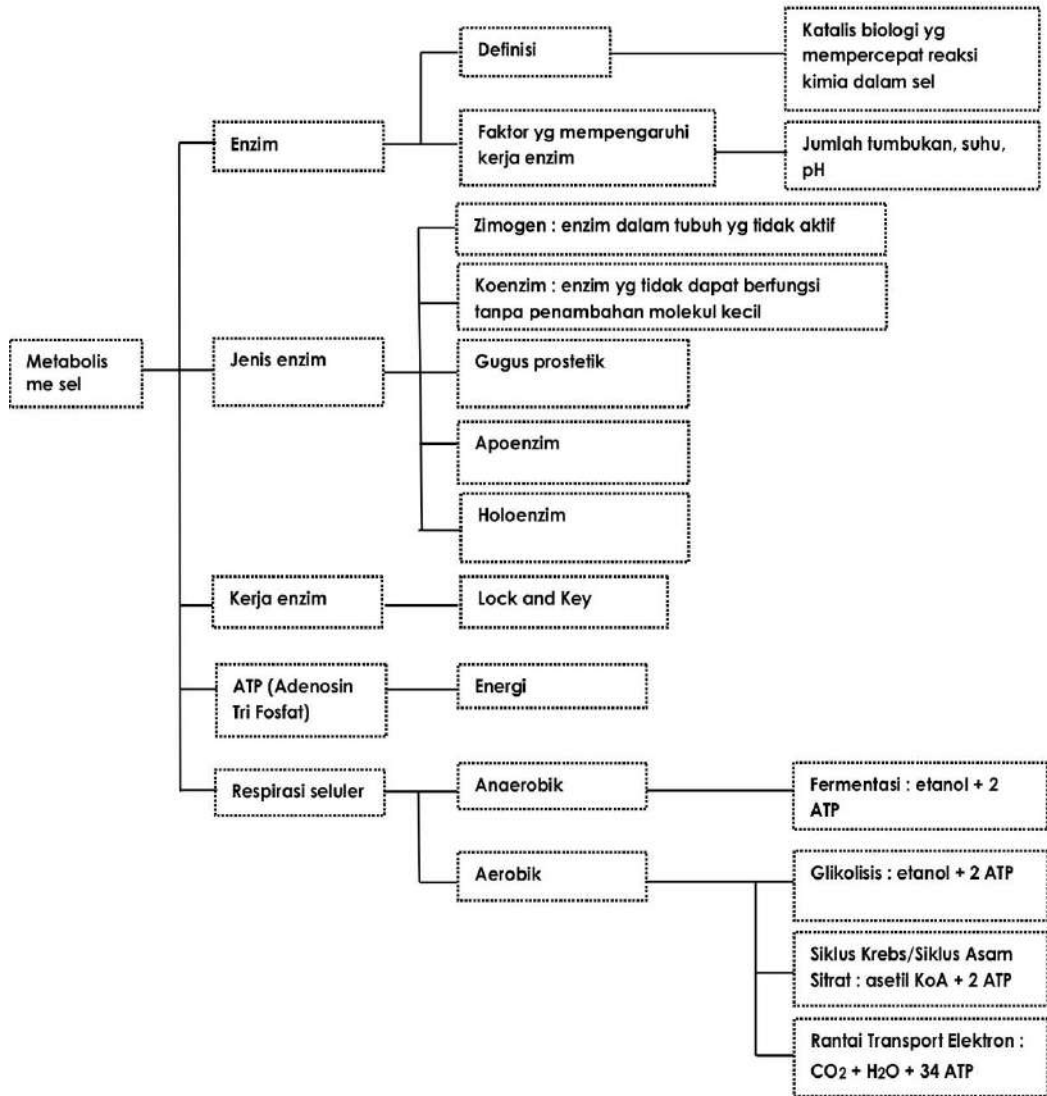 Definisi
Katalis biologi yg
mempercepat reaksi
kimia dalam sel
Enzim
Faktor yg mempengaruhi
kerja enzim
Jumlah tumbukan, suhu,
pH
Zimogen : enzim dalam tubuh yg tidak aktif
Koenzim : enzim yg tidak dapat berfungsi
tanpa penambahan molekul kecil
Metabolis
me sel
Jenis enzim
Gugus prostetik
Apoenzim
Holoenzim
Kerja enzim
Lock and Key
ATP (Adenosin
Tri Fosfat)
Energi
Respirasi seluler
Anaerobik
Fermentasi : etanol + 2
ATP
Aerobik
Glikolisis : etanol + 2 ATP
Siklus Krebs/Siklus Asam
Sitrat : asetil KoA + 2 ATP
Rantai Transport Elektron :
CO₂ + H₂O + 34 ATP